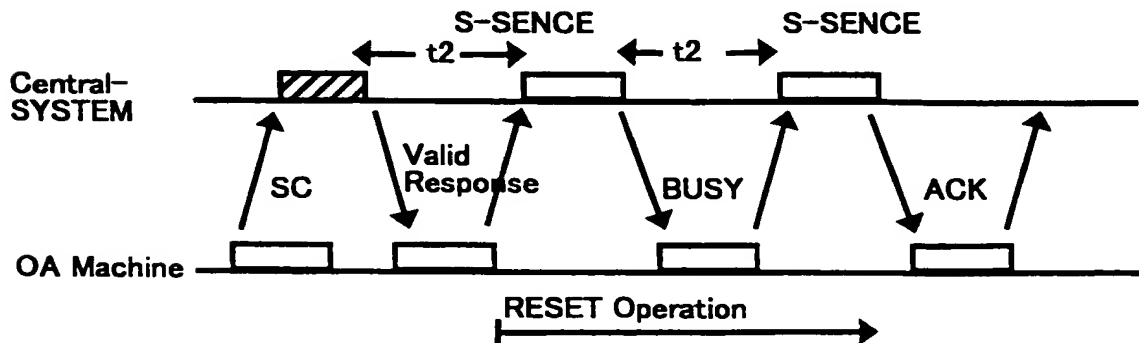 S-SENCE
S-SENCE
t2
t2
Central-
SYSTEM
Valid
Response
SC
BUSY
ACK
OA Machine
RESET Operation